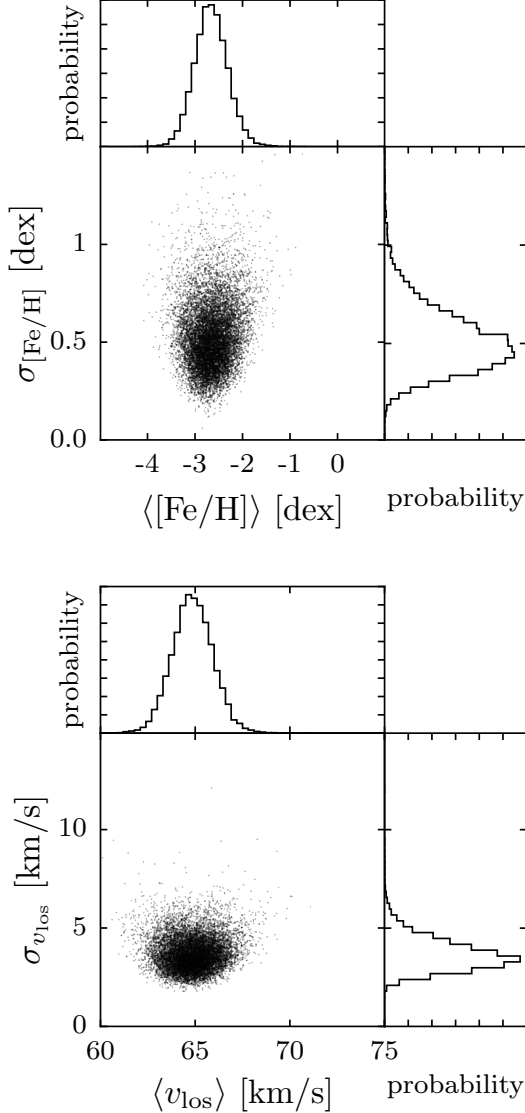 probability
σ[Fe/H] [dex]
1
0.5
0.0
-4 -3 -2 -1 0
⟨[Fe/H]⟩ [dex]
probability
probability
σvlos [km/s]
10
5
0
60 65 70 75
⟨vlos⟩ [km/s]
probability